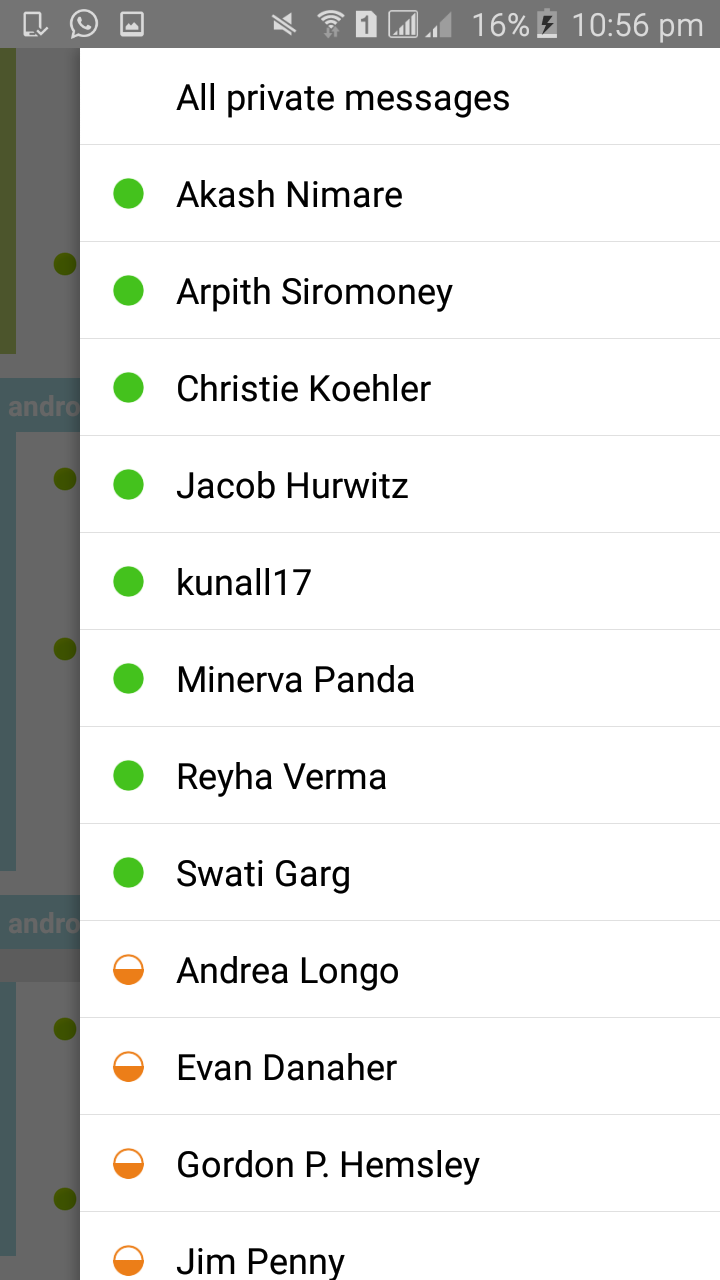 1 16% 10:56 pm
All private messages
Akash Nimare
Arpith Siromoney
andro
Christie Koehler
Jacob Hurwitz
kunall17
Minerva Panda
Reyha Verma
Swati Garg
andro
Andrea Longo
Evan Danaher
Gordon P. Hemsley
Jim Penny